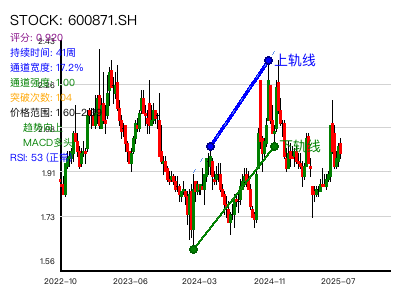 STOCK: 600871.SH
评分: 0.920
2.43
持续时间: 41周
通道宽度: 17.2%
上轨线
通道强度: 1.00
突破次数: 104
价格范围: 1.60-2.
趋势
MACD多头
下轨线
RSI: 53 (正常
1.91
1.73
1.56
2022-10
2023-06
2024-03
2024-11
2025-07